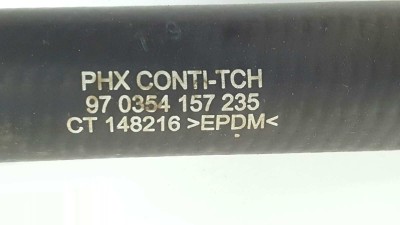 PHX CONTI-TCH
97 0354 157 235
CT 148216 >EPDM<